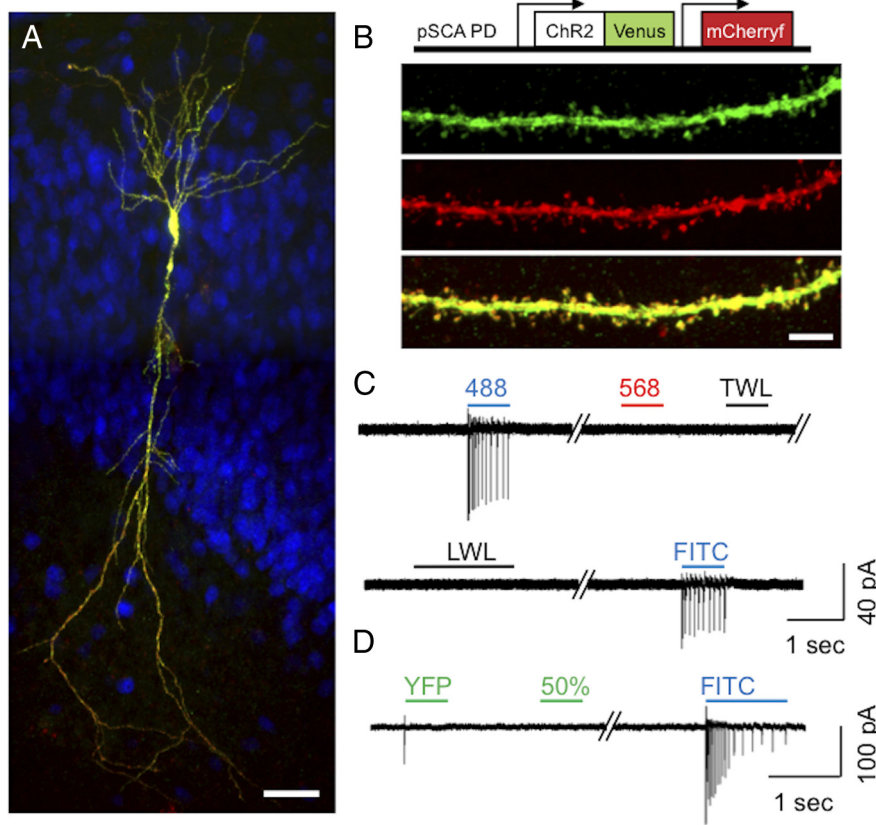 A
B
pSCA PD
ChR2
Venus
mCherryf
C
488
568
TWL
LWL
FITC
40 pA
1 sec
D
YFP
50%
FITC
100 pA
1 sec